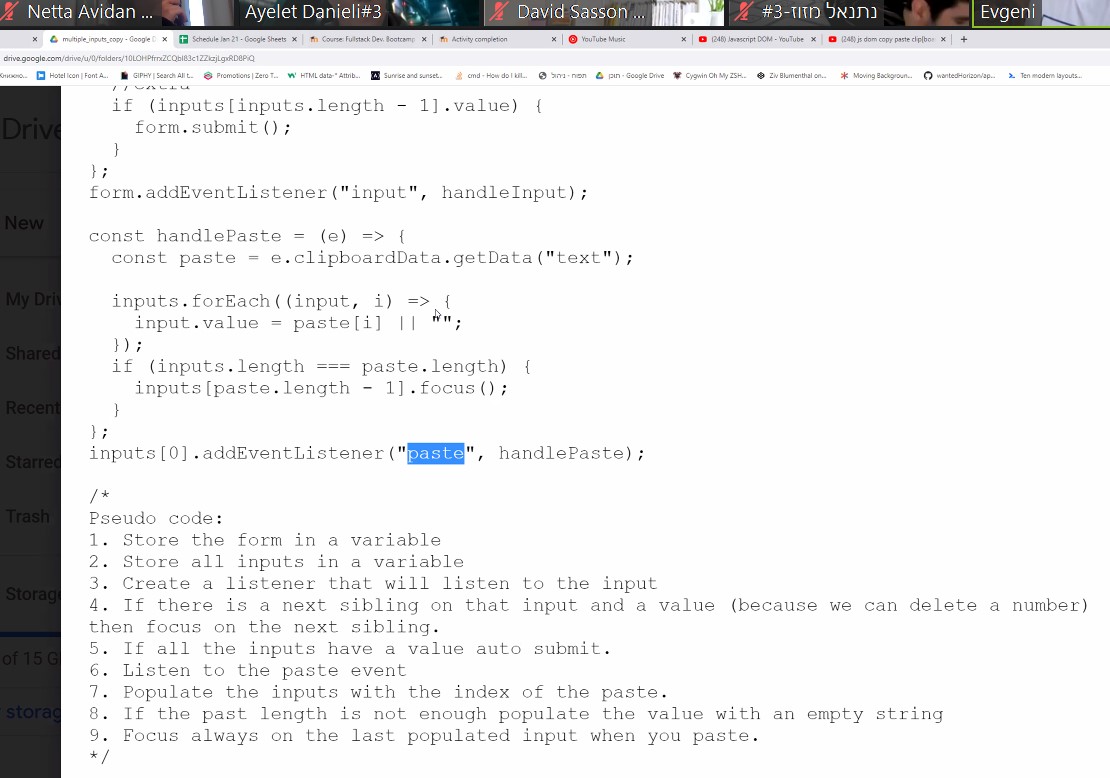 Netta Avidan ...
Ayelet Danieli#3
David Sasson ...
#3-נתנאל מזוז
Evgeni
multiple_inputs_copy - Google D
Schedule Jan 21 - Google Sheets
Course: Fullstack Dev. Bootcamp
Activity completion
YouTube Music
(248) Javascript DOM - YouTube
(248) js dom copy paste clipboa
Hotel Icon | Font A...
GIPHY | Search All t...
Promotions | Zero T...
HTML data-* Attrib...
Sunrise and sunset...
cmd - How do I kill...
תוכן - Google Drive
Cygwin Oh My ZSH...
Ziv Blumenthal on...
Moving Backgroun...
wantedHorizon/ap...
Ten modern layouts...
Drive
New
My Driv
Shared
Recent
Starred
Trash
Storage
of 15 G
storag
//extra
if (inputs[inputs.length - 1].value) {
form.submit();
}
};
form.addEventListener("input", handleInput);
const handlePaste = (e) => {
const paste = e.clipboardData.getData("text");
inputs.forEach((input, i) => {
input.value = paste[i] || "";
});
if (inputs.length === paste.length) {
inputs[paste.length - 1].focus();
}
};
inputs[0].addEventListener("paste", handlePaste);
/*
Pseudo code:
1. Store the form in a variable
2. Store all inputs in a variable
3. Create a listener that will listen to the input
4. If there is a next sibling on that input and a value (because we can delete a number)
then focus on the next sibling.
5. If all the inputs have a value auto submit.
6. Listen to the paste event
7. Populate the inputs with the index of the paste.
8. If the past length is not enough populate the value with an empty string
9. Focus always on the last populated input when you paste.
*/